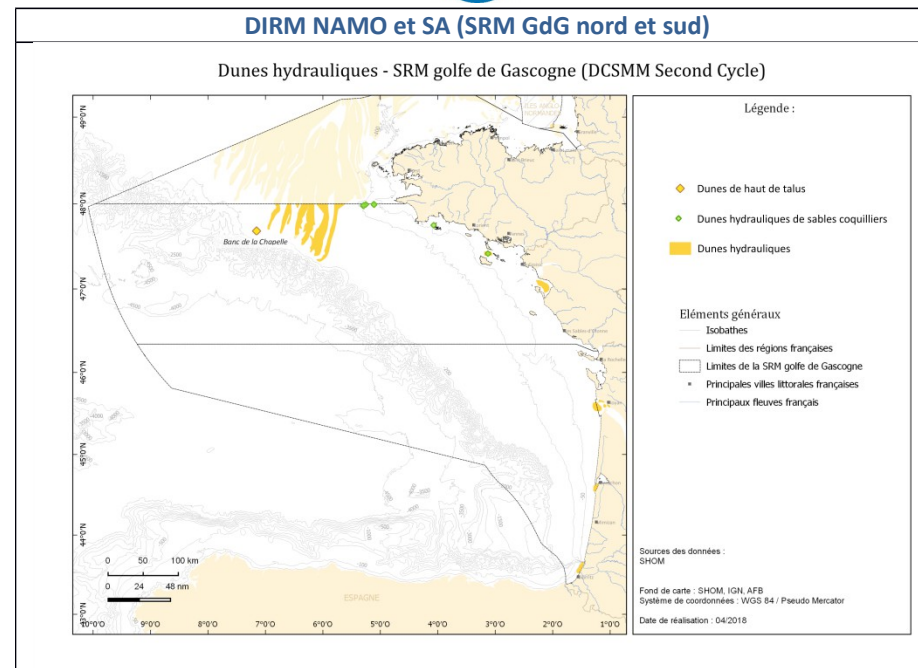 DIRM NAMO et SA (SRM GdG nord et sud)
Dunes hydrauliques - SRM golfe de Gascogne (DCSMM Second Cycle)
49°0'N
48°0'N
47°0'N
46°0'N
45°0'N
44°0'N
43°0'N
Banc de la Chapelle
ESPAGNE
0 50 100 km
0 24 48 nm
10°0'O
9°0'O
8°0'O
7°0'O
6°0'O
5°0'O
4°0'O
3°0'O
2°0'O
1°0'O
Légende :
Dunes de haut de talus
Dunes hydrauliques de sables coquilliers
Dunes hydrauliques
Eléments généraux
Isobathes
Limites des régions françaises
Limites de la SRM golfe de Gascogne
Principales villes littorales françaises
Principaux fleuves français
Sources des données :
SHOM
Fond de carte : SHOM, IGN, AFB
Système de coordonnées : WGS 84 / Pseudo Mercator
Date de réalisation : 04/2018